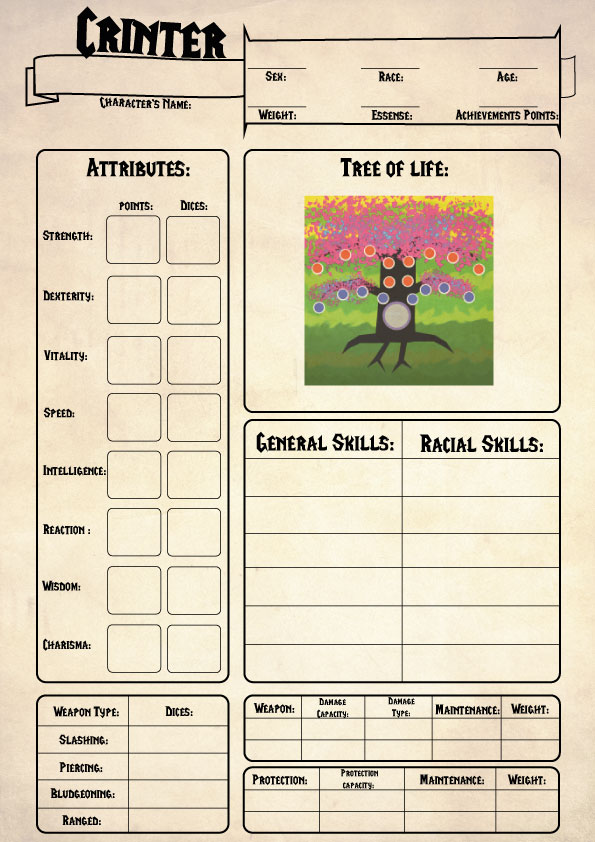 Crinter
Character's Name:
Sex: Race: Age:
Weight: Essense: Achievements Points:
Attributes:
points: Dices:
Strength:
Dexterity:
Vitality:
Speed:
Intelligence:
Reaction :
Wisdom:
Charisma:
Tree of life:
General Skills: Racial Skills:
Weapon Type: Dices:
Slashing:
Piercing:
Bludgeoning:
Ranged:
Weapon: Damage Capacity: Damage Type: Maintenance: Weight:
Protection: Protection capacity: Maintenance: Weight: